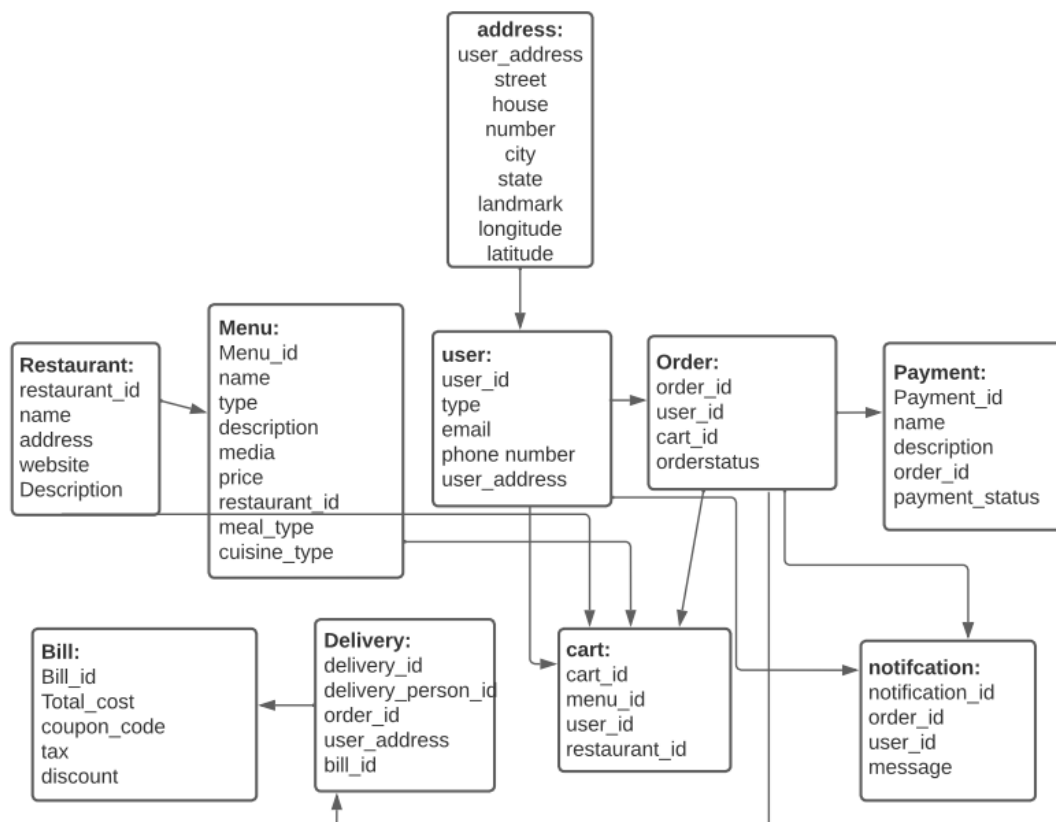 address:
user_address
street
house
number
city
state
landmark
longitude
latitude
Restaurant:
restaurant_id
name
address
website
Description
Menu:
Menu_id
name
type
description
media
price
restaurant_id
meal_type
cuisine_type
user:
user_id
type
email
phone number
user_address
Order:
order_id
user_id
cart_id
orderstatus
Payment:
Payment_id
name
description
order_id
payment_status
Bill:
Bill_id
Total_cost
coupon_code
tax
discount
Delivery:
delivery_id
delivery_person_id
order_id
user_address
bill_id
cart:
cart_id
menu_id
user_id
restaurant_id
notifcation:
notification_id
order_id
user_id
message